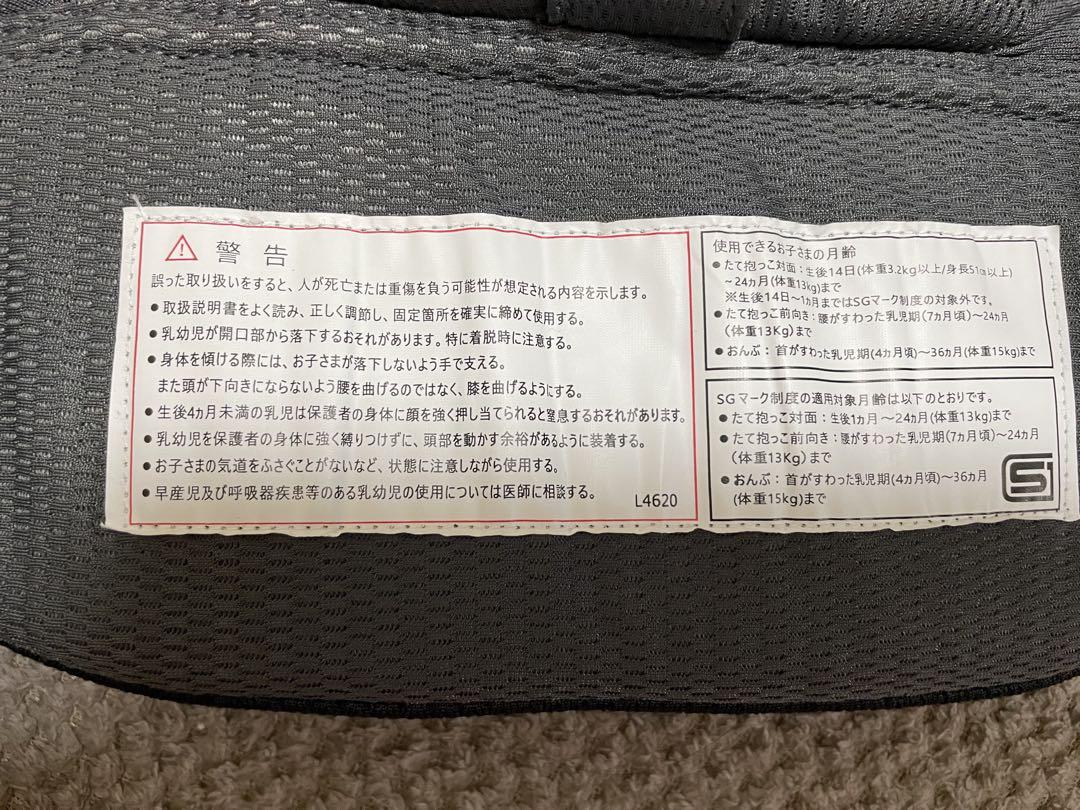 警告
誤った取り扱いをすると、人が死亡または重傷を負う可能性が想定される内容を示します。
● 取扱説明書をよく読み、正しく調節し、固定箇所を確実に締めて使用する。
● 乳幼児が開口部から落下するおそれがあります。特に着脱時に注意する。
● 身体を傾ける際には、お子さまが落下しないよう手で支える。
また頭が下向きにならないよう腰を曲げるのではなく、膝を曲げるようにする。
● 生後4ヵ月未満の乳児は保護者の身体に顔を強く押し当てられると窒息するおそれがあります。
● 乳幼児を保護者の身体に強く縛りつけずに、頭部を動かす余裕があるように装着する。
● お子さまの気道をふさぐことがないなど、状態に注意しながら使用する。
● 早産児及び呼吸器疾患等のある乳幼児の使用については医師に相談する。
L4620
使用できるお子さまの月齢
● たて抱っこ対面：生後14日(体重3.2kg以上/身長51㎝以上)
~24ヵ月(体重13kg)まで
※生後14日~1ヵ月まではSGマーク制度の対象外です。
● たて抱っこ前向き：腰がすわった乳児期(7ヵ月頃)~24ヵ月
(体重13Kg)まで
● おんぶ：首がすわった乳児期(4ヵ月頃)~36ヵ月(体重15kg)まで
SGマーク制度の適用対象月齢は以下のとおりです。
● たて抱っこ対面：生後1ヵ月~24ヵ月(体重13kg)まで
● たて抱っこ前向き：腰がすわった乳児期(7ヵ月頃)~24ヵ月
(体重13Kg)まで
● おんぶ：首がすわった乳児期(4ヵ月頃)~36ヵ月
(体重15kg)まで
SG